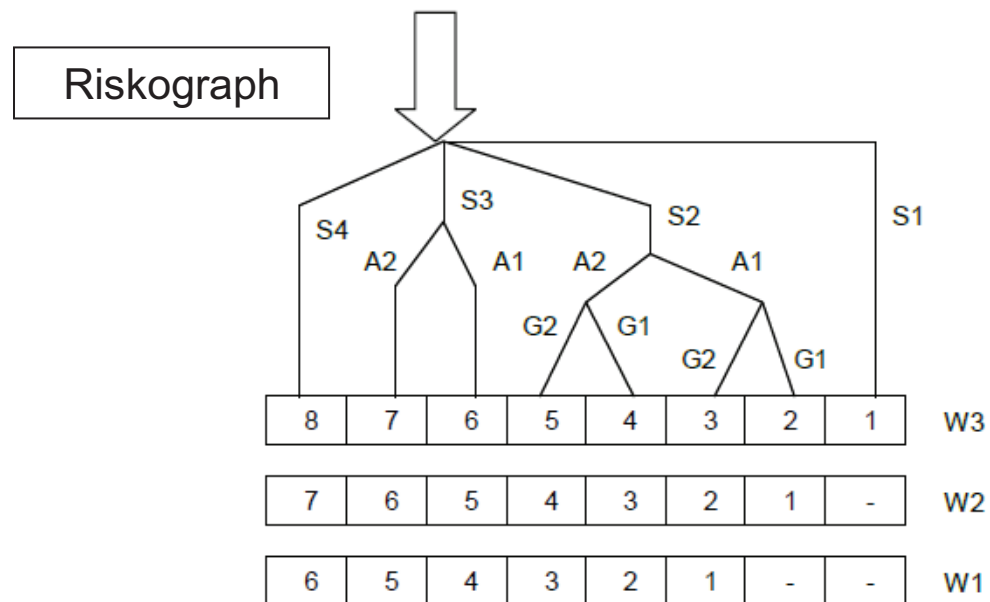 Riskograph
S3
S2
S1
S4
A2
A1
A2
A1
G2
G1
G2
G1
8 7 6 5 4 3 2 1 W3
7 6 5 4 3 2 1 - W2
6 5 4 3 2 1 - - W1